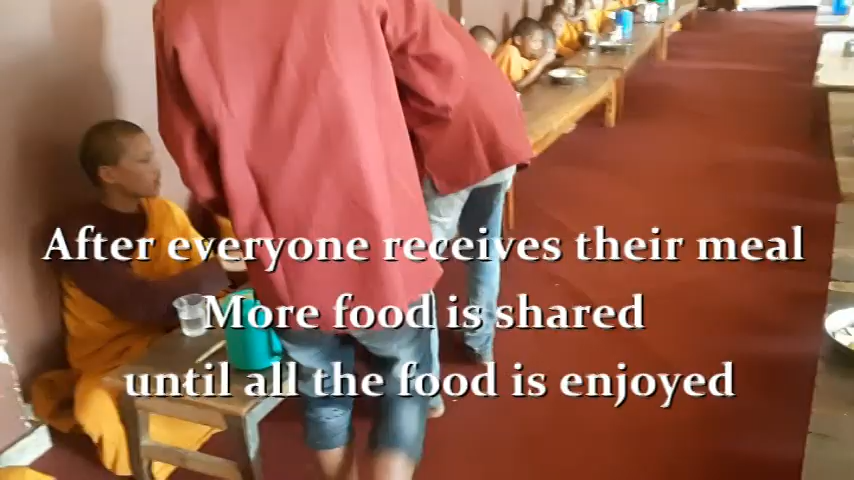 After everyone receives their meal
More food is shared
until all the food is enjoyed